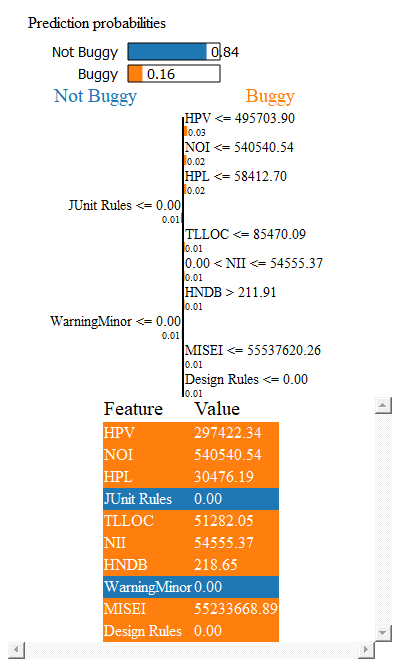 Prediction probabilities
Not Buggy 0.84
Buggy 0.16
Not Buggy Buggy
HPV <= 495703.90
0.03
NOI <= 540540.54
0.02
HPL <= 58412.70
0.02
JUnit Rules <= 0.00
0.01
TLLOC <= 85470.09
0.01
0.00 < NII <= 54555.37
0.01
HNDB > 211.91
0.01
WarningMinor <= 0.00
0.01
MISEI <= 55537620.26
0.01
Design Rules <= 0.00
0.01
Feature Value
HPV 297422.34
NOI 540540.54
HPL 30476.19
JUnit Rules 0.00
TLLOC 51282.05
NII 54555.37
HNDB 218.65
WarningMinor 0.00
MISEI 55233668.89
Design Rules 0.00